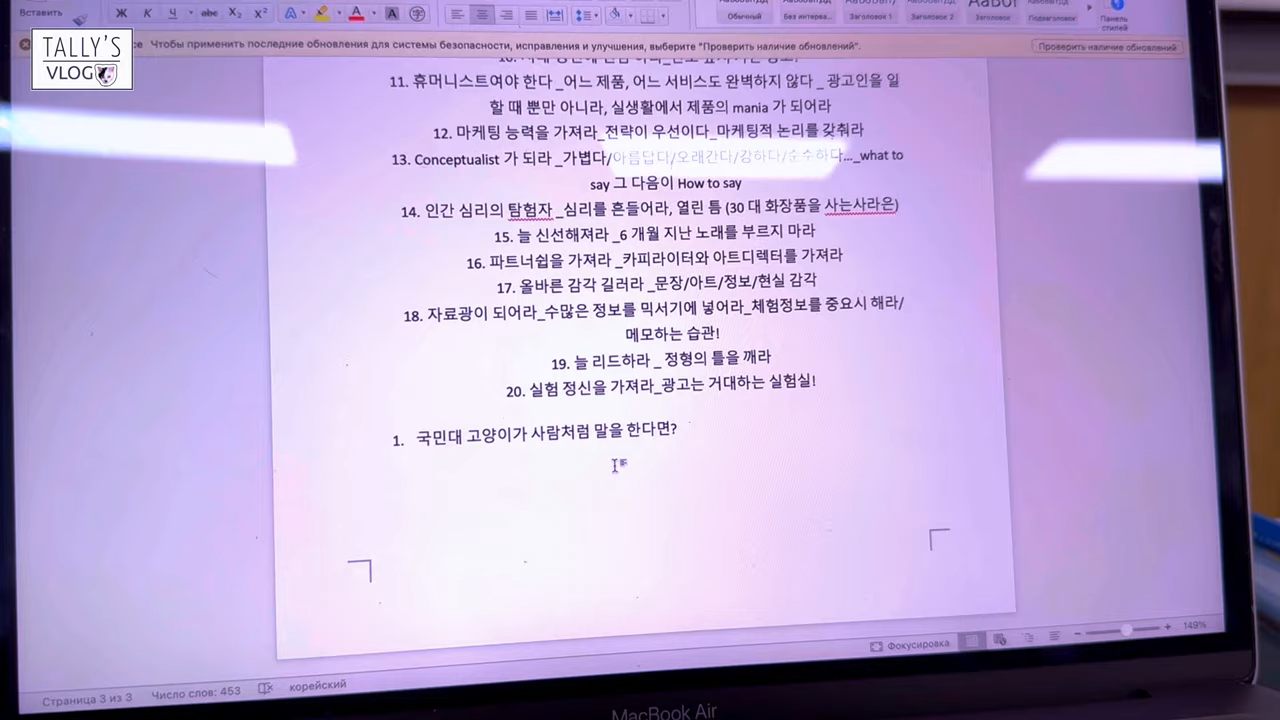 Вставить
Ж К Ч abc X₂ X² A A A 字
Обычный Без интерва... Заголовок 1 Заголовок 2 Заголовок Подзаголовок
Панель стилей
TALLY'S
VLOG
Чтобы применить последние обновления для системы безопасности, исправления и улучшения, выберите "Проверить наличие обновлений".
Проверить наличие обновлений
11. 휴머니스트여야 한다 _어느 제품, 어느 서비스도 완벽하지 않다 _ 광고인을 일
할 때 뿐만 아니라, 실생활에서 제품의 mania 가 되어라
12. 마케팅 능력을 가져라_전략이 우선이다_마케팅적 논리를 갖춰라
13. Conceptualist 가 되라 _가볍다/아름답다/오래간다/강하다/순수하다..._what to
say 그 다음이 How to say
14. 인간 심리의 탐험자 _심리를 흔들어라, 열린 틈 (30 대 화장품을 사는사라은)
15. 늘 신선해져라 _6 개월 지난 노래를 부르지 마라
16. 파트너쉽을 가져라 _카피라이터와 아트디렉터를 가져라
17. 올바른 감각 길러라 _문장/아트/정보/현실 감각
18. 자료광이 되어라_수많은 정보를 믹서기에 넣어라_체험정보를 중요시 해라/
메모하는 습관!
19. 늘 리드하라 _ 정형의 틀을 깨라
20. 실험 정신을 가져라_광고는 거대하는 실험실!
1. 국민대 고양이가 사람처럼 말을 한다면?
Страница 3 из 3 Число слов: 453 корейский Фокусировка 149%
MacBook Air